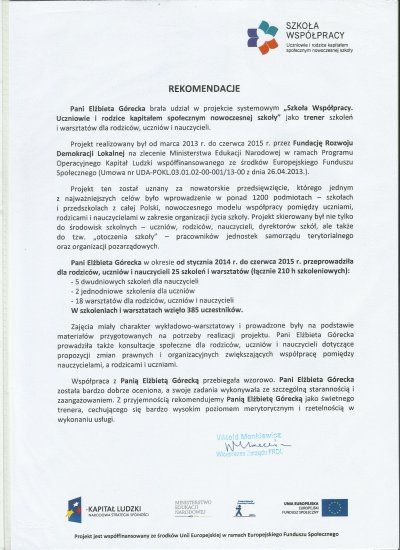 SZKOŁA
WSPÓŁPRACY
Uczniowie i rodzice kapitałem
społecznym nowoczesnej szkoły
REKOMENDACJE
Pani Elżbieta Górecka brała udział w projekcie systemowym „Szkoła Współpracy.
Uczniowie i rodzice kapitałem społecznym nowoczesnej szkoły” jako trener szkoleń
i warsztatów dla rodziców, uczniów i nauczycieli.
Projekt realizowany był od marca 2013 r. do czerwca 2015 r. przez Fundację Rozwoju
Demokracji Lokalnej na zlecenie Ministerstwa Edukacji Narodowej w ramach Programu
Operacyjnego Kapitał Ludzki współfinansowanego ze środków Europejskiego Funduszu
Społecznego (Umowa nr UDA-POKL.03.01.02-00-001/13-00 z dnia 26.04.2013.).
Projekt ten został uznany za nowatorskie przedsięwzięcie, którego jednym
z najważniejszych celów było wprowadzenie w ponad 1200 podmiotach – szkołach
i przedszkolach z całej Polski, nowoczesnego modelu współpracy pomiędzy uczniami,
rodzicami i nauczycielami w zakresie organizacji życia szkoły. Projekt skierowany był nie tylko
do środowisk szkolnych – uczniów, rodziców, nauczycieli, dyrektorów szkół, ale także
do tzw. „otoczenia szkoły” – pracowników jednostek samorządu terytorialnego
oraz organizacji pozarządowych.
Pani Elżbieta Górecka w okresie od stycznia 2014 r. do czerwca 2015 r. przeprowadziła
dla rodziców, uczniów i nauczycieli 25 szkoleń i warsztatów (łącznie 210 h szkoleniowych):
- 5 dwudniowych szkoleń dla nauczycieli
- 2 jednodniowe szkolenia dla uczniów
- 18 warsztatów dla rodziców, uczniów i nauczycieli
W szkoleniach i warsztatach wzięło 385 uczestników.
Zajęcia miały charakter wykładowo-warsztatowy i prowadzone były na podstawie
materiałów przygotowanych na potrzeby realizacji projektu. Pani Elżbieta Górecka
prowadziła także konsultacje społeczne dla rodziców, uczniów i nauczycieli dotyczące
propozycji zmian prawnych i organizacyjnych zwiększających współpracę pomiędzy
nauczycielami, a rodzicami i uczniami.
Współpraca z Panią Elżbietą Górecką przebiegała wzorowo. Pani Elżbieta Górecka
została bardzo dobrze oceniona, a swoje zadania wykonywała ze szczególną starannością i
zaangażowaniem. Z przyjemnością rekomendujemy Panią Elżbietę Górecką jako świetnego
trenera, cechującego się bardzo wysokim poziomem merytorycznym i rzetelnością w
wykonaniu usługi.
Witold Monkiewicz
Wiceprezes Zarządu FRDL
KAPITAŁ LUDZKI
NARODOWA STRATEGIA SPÓJNOŚCI
MINISTERSTWO
EDUKACJI
NARODOWEJ
UNIA EUROPEJSKA
EUROPEJSKI
FUNDUSZ SPOŁECZNY
Projekt jest współfinansowany ze środków Unii Europejskiej w ramach Europejskiego Funduszu Społecznego